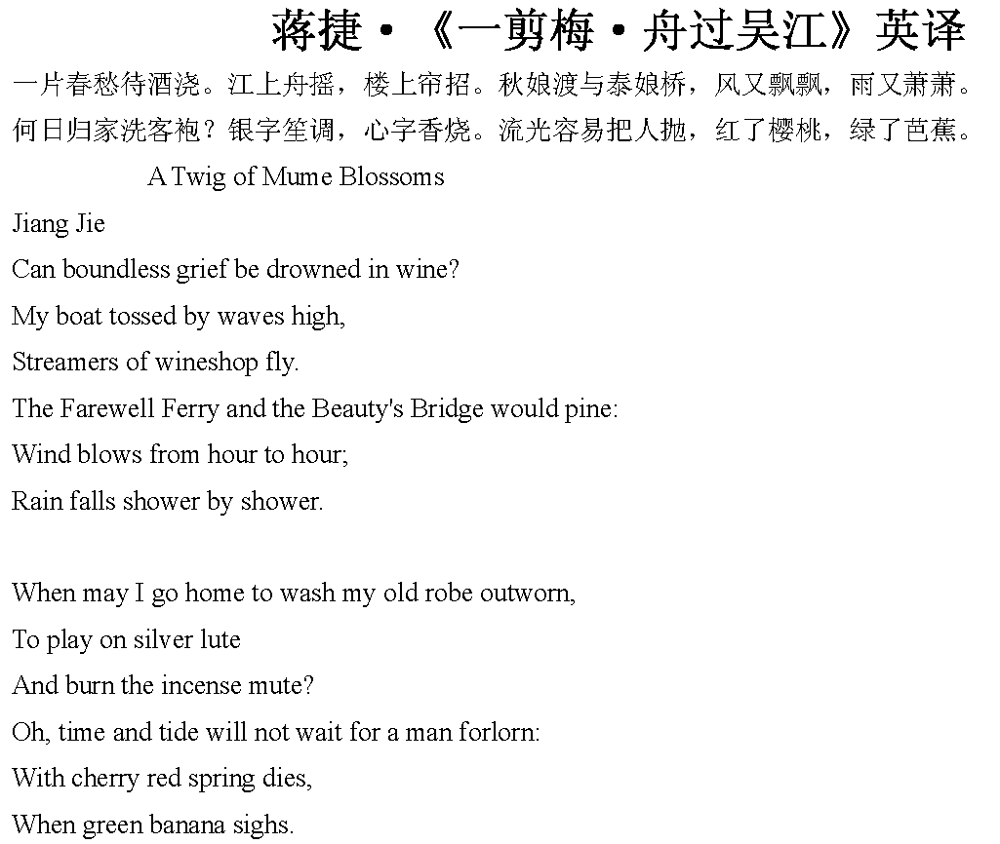 蒋捷·《一剪梅·舟过吴江》英译
一片春愁待酒浇。江上舟摇，楼上帘招。秋娘渡与泰娘桥，风又飘飘，雨又萧萧。
何日归家洗客袍？银字笙调，心字香烧。流光容易把人抛，红了樱桃，绿了芭蕉。
A Twig of Mume Blossoms
Jiang Jie
Can boundless grief be drowned in wine?
My boat tossed by waves high,
Streamers of wineshop fly.
The Farewell Ferry and the Beauty's Bridge would pine:
Wind blows from hour to hour;
Rain falls shower by shower.
When may I go home to wash my old robe outworn,
To play on silver lute
And burn the incense mute?
Oh, time and tide will not wait for a man forlorn:
With cherry red spring dies,
When green banana sighs.